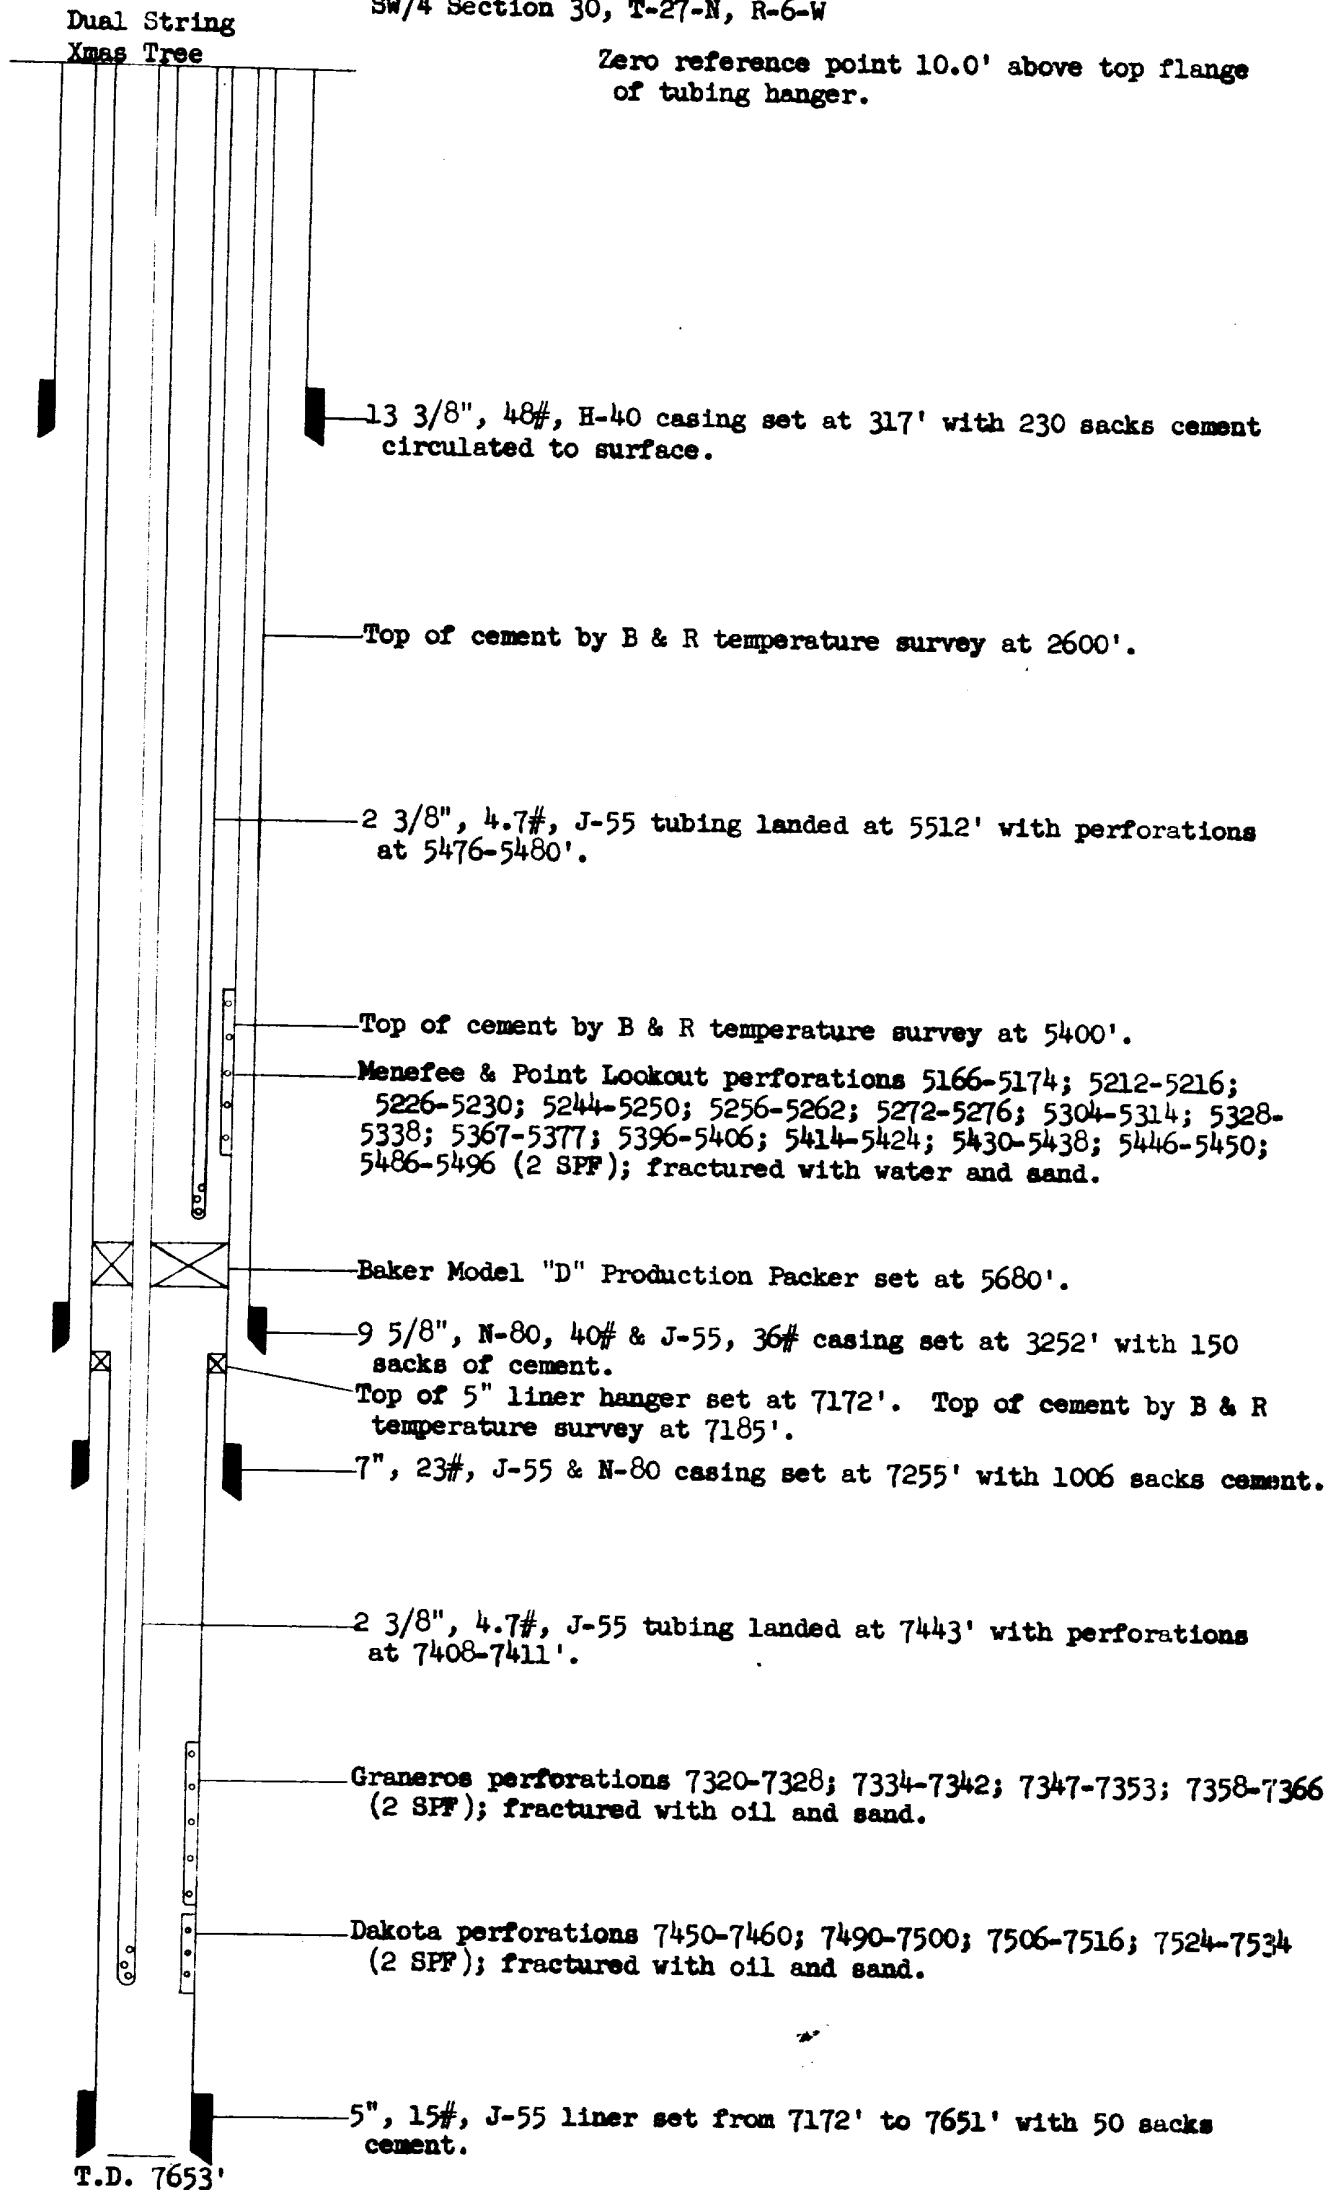 SW/4 Section 30, T-27-N, R-6-W
Dual String
Xmas Tree
Zero reference point 10.0' above top flange
of tubing hanger.
13 3/8", 48#, H-40 casing set at 317' with 230 sacks cement
circulated to surface.
Top of cement by B & R temperature survey at 2600'.
2 3/8", 4.7#, J-55 tubing landed at 5512' with perforations
at 5476-5480'.
Top of cement by B & R temperature survey at 5400'.
Menefee & Point Lookout perforations 5166-5174; 5212-5216;
5226-5230; 5244-5250; 5256-5262; 5272-5276; 5304-5314; 5328-
5338; 5367-5377; 5396-5406; 5414-5424; 5430-5438; 5446-5450;
5486-5496 (2 SPF); fractured with water and sand.
Baker Model "D" Production Packer set at 5680'.
9 5/8", N-80, 40# & J-55, 36# casing set at 3252' with 150
sacks of cement.
Top of 5" liner hanger set at 7172'. Top of cement by B & R
temperature survey at 7185'.
7", 23#, J-55 & N-80 casing set at 7255' with 1006 sacks cement.
2 3/8", 4.7#, J-55 tubing landed at 7443' with perforations
at 7408-7411'.
Graneros perforations 7320-7328; 7334-7342; 7347-7353; 7358-7366
(2 SPF); fractured with oil and sand.
Dakota perforations 7450-7460; 7490-7500; 7506-7516; 7524-7534
(2 SPF); fractured with oil and sand.
5", 15#, J-55 liner set from 7172' to 7651' with 50 sacks
cement.
T.D. 7653'